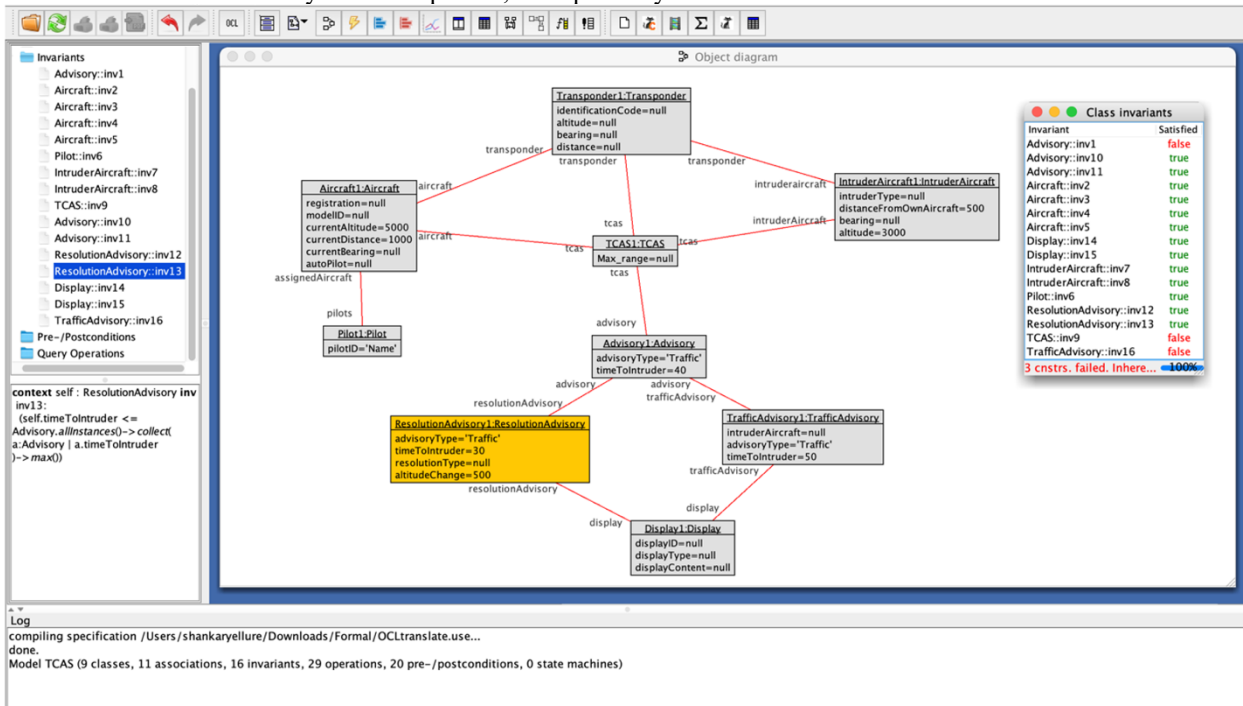 OCL
Invariants
Advisory::inv1
Aircraft::inv2
Aircraft::inv3
Aircraft::inv4
Aircraft::inv5
Pilot::inv6
IntruderAircraft::inv7
IntruderAircraft::inv8
TCAS::inv9
Advisory::inv10
Advisory::inv11
ResolutionAdvisory::inv12
ResolutionAdvisory::inv13
Display::inv14
Display::inv15
TrafficAdvisory::inv16
Pre-/Postconditions
Query Operations
context self : ResolutionAdvisory inv
inv13:
(self.timeToIntruder <=
Advisory.allInstances()->collect(
a:Advisory | a.timeToIntruder
)->max())
Object diagram
Transponder1:Transponder
identificationCode=null
altitude=null
bearing=null
distance=null
transponder
transponder
transponder
Aircraft1:Aircraft
registration=null
modelID=null
currentAltitude=5000
currentDistance=1000
currentBearing=null
autoPilot=null
aircraft
aircraft
assignedAircraft
pilots
Pilot1:Pilot
pilotID='Name'
intruderaircraft
intruderAircraft
IntruderAircraft1:IntruderAircraft
intruderType=null
distanceFromOwnAircraft=500
bearing=null
altitude=3000
tcas
tcas
tcas
TCAS1:TCAS
Max_range=null
tcas
advisory
Advisory1:Advisory
advisoryType='Traffic'
timeToIntruder=40
advisory
advisory
resolutionAdvisory
trafficAdvisory
ResolutionAdvisory1:ResolutionAdvisory
advisoryType='Traffic'
timeToIntruder=30
resolutionType=null
altitudeChange=500
resolutionAdvisory
TrafficAdvisory1:TrafficAdvisory
intruderAircraft=null
advisoryType='Traffic'
timeToIntruder=50
trafficAdvisory
display
display
Display1:Display
displayID=null
displayType=null
displayContent=null
Class invariants
Invariant Satisfied
Advisory::inv1 false
Advisory::inv10 true
Advisory::inv11 true
Aircraft::inv2 true
Aircraft::inv3 true
Aircraft::inv4 true
Aircraft::inv5 true
Display::inv14 true
Display::inv15 true
IntruderAircraft::inv7 true
IntruderAircraft::inv8 true
Pilot::inv6 true
ResolutionAdvisory::inv12 true
ResolutionAdvisory::inv13 true
TCAS::inv9 false
TrafficAdvisory::inv16 false
3 cnstrs. failed. Inhere... 100%
Log
compiling specification /Users/shankaryellure/Downloads/Formal/OCLtranslate.use...
done.
Model TCAS (9 classes, 11 associations, 16 invariants, 29 operations, 20 pre-/postconditions, 0 state machines)